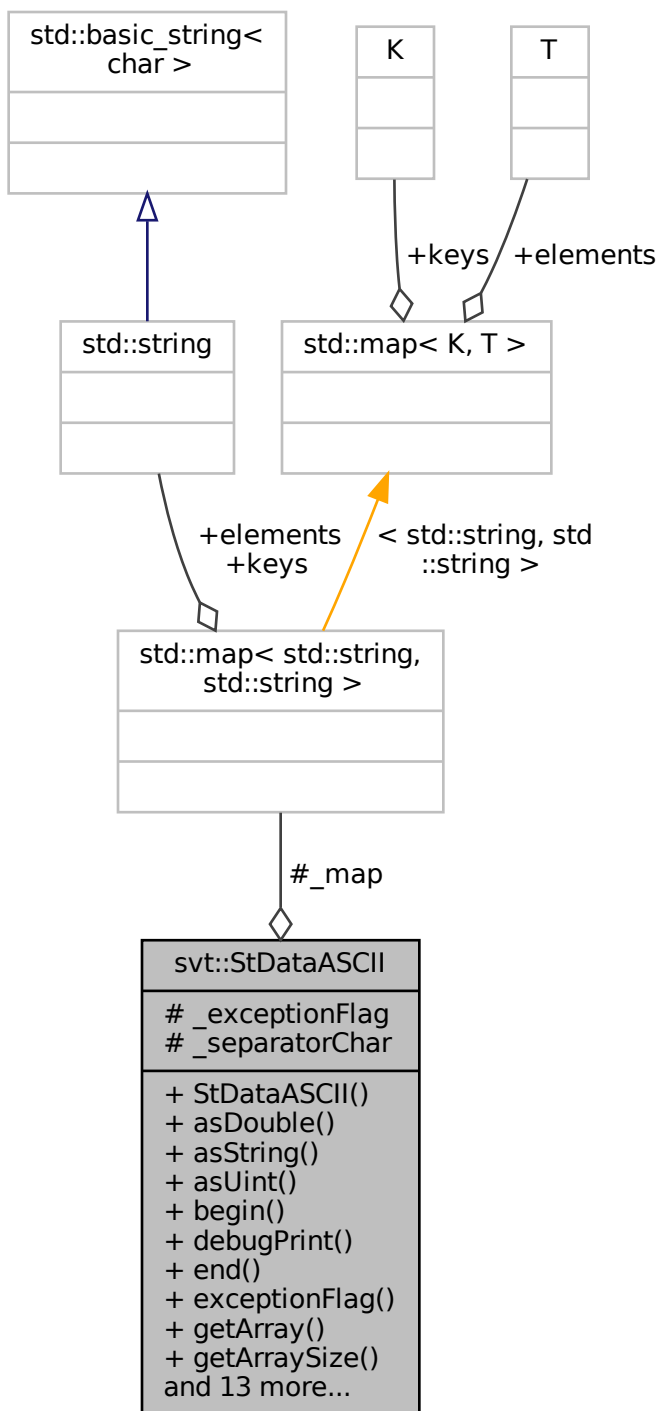 std::basic_string<
char >
K
T
+keys
+elements
std::string
std::map< K, T >
+elements
+keys
< std::string, std
::string >
std::map< std::string,
std::string >
#_map
svt::StDataASCII
# _exceptionFlag
# _separatorChar
+ StDataASCII()
+ asDouble()
+ asString()
+ asUint()
+ begin()
+ debugPrint()
+ end()
+ exceptionFlag()
+ getArray()
+ getArraySize()
and 13 more...